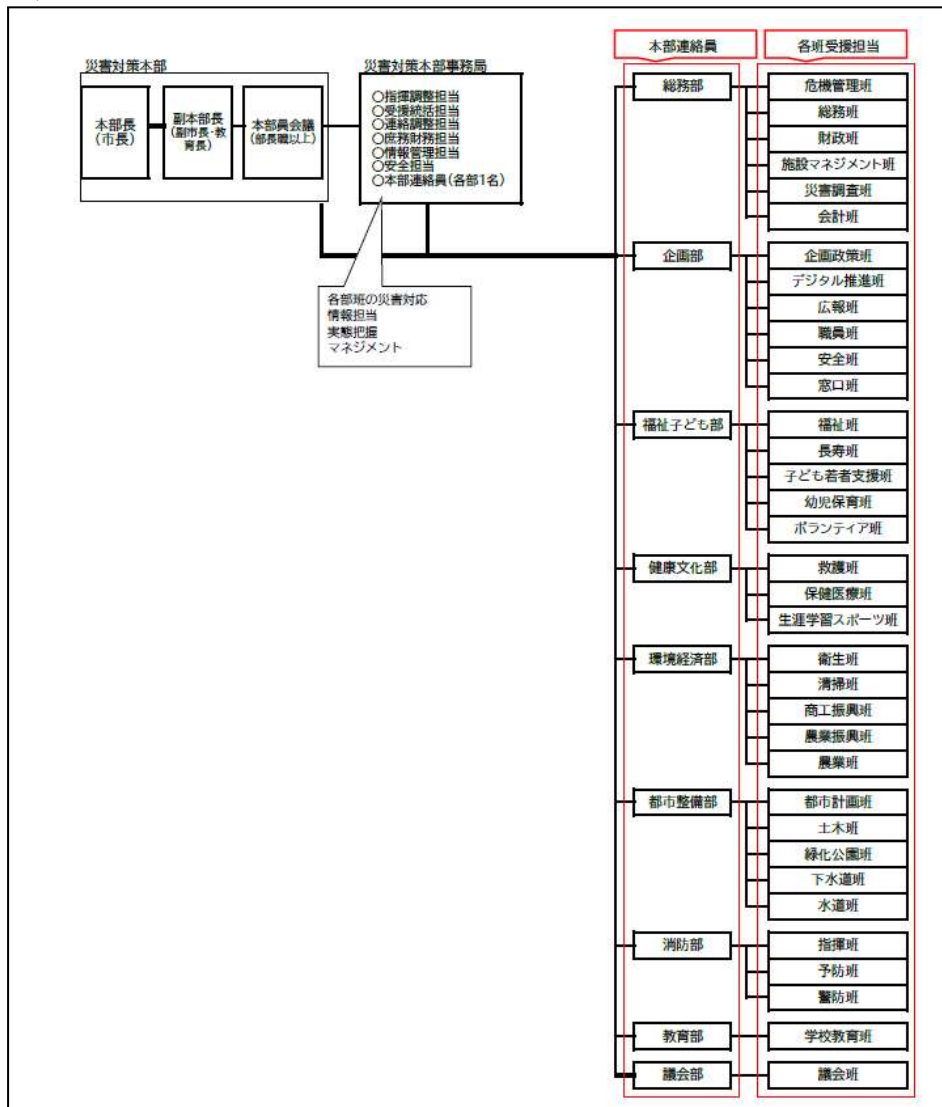 災害対策本部
本部長
(市長)
副本部長
(副市長・教
育長)
本部員会議
(部長職以上)
災害対策本部事務局
○指揮調整担当
○受援統括担当
○連絡調整担当
○庶務財務担当
○情報管理担当
○安全担当
○本部連絡員(各部1名)
各部班の災害対応
情報担当
実態把握
マネジメント
本部連絡員
各班受援担当
総務部
危機管理班
総務班
財政班
施設マネジメント班
災害調査班
会計班
企画部
企画政策班
デジタル推進班
広報班
職員班
安全班
窓口班
福祉子ども部
福祉班
長寿班
子ども若者支援班
幼児保育班
ボランティア班
健康文化部
救護班
保健医療班
生涯学習スポーツ班
環境経済部
衛生班
清掃班
商工振興班
農業振興班
農業班
都市整備部
都市計画班
土木班
緑化公園班
下水道班
水道班
消防部
指揮班
予防班
警防班
教育部
学校教育班
議会部
議会班